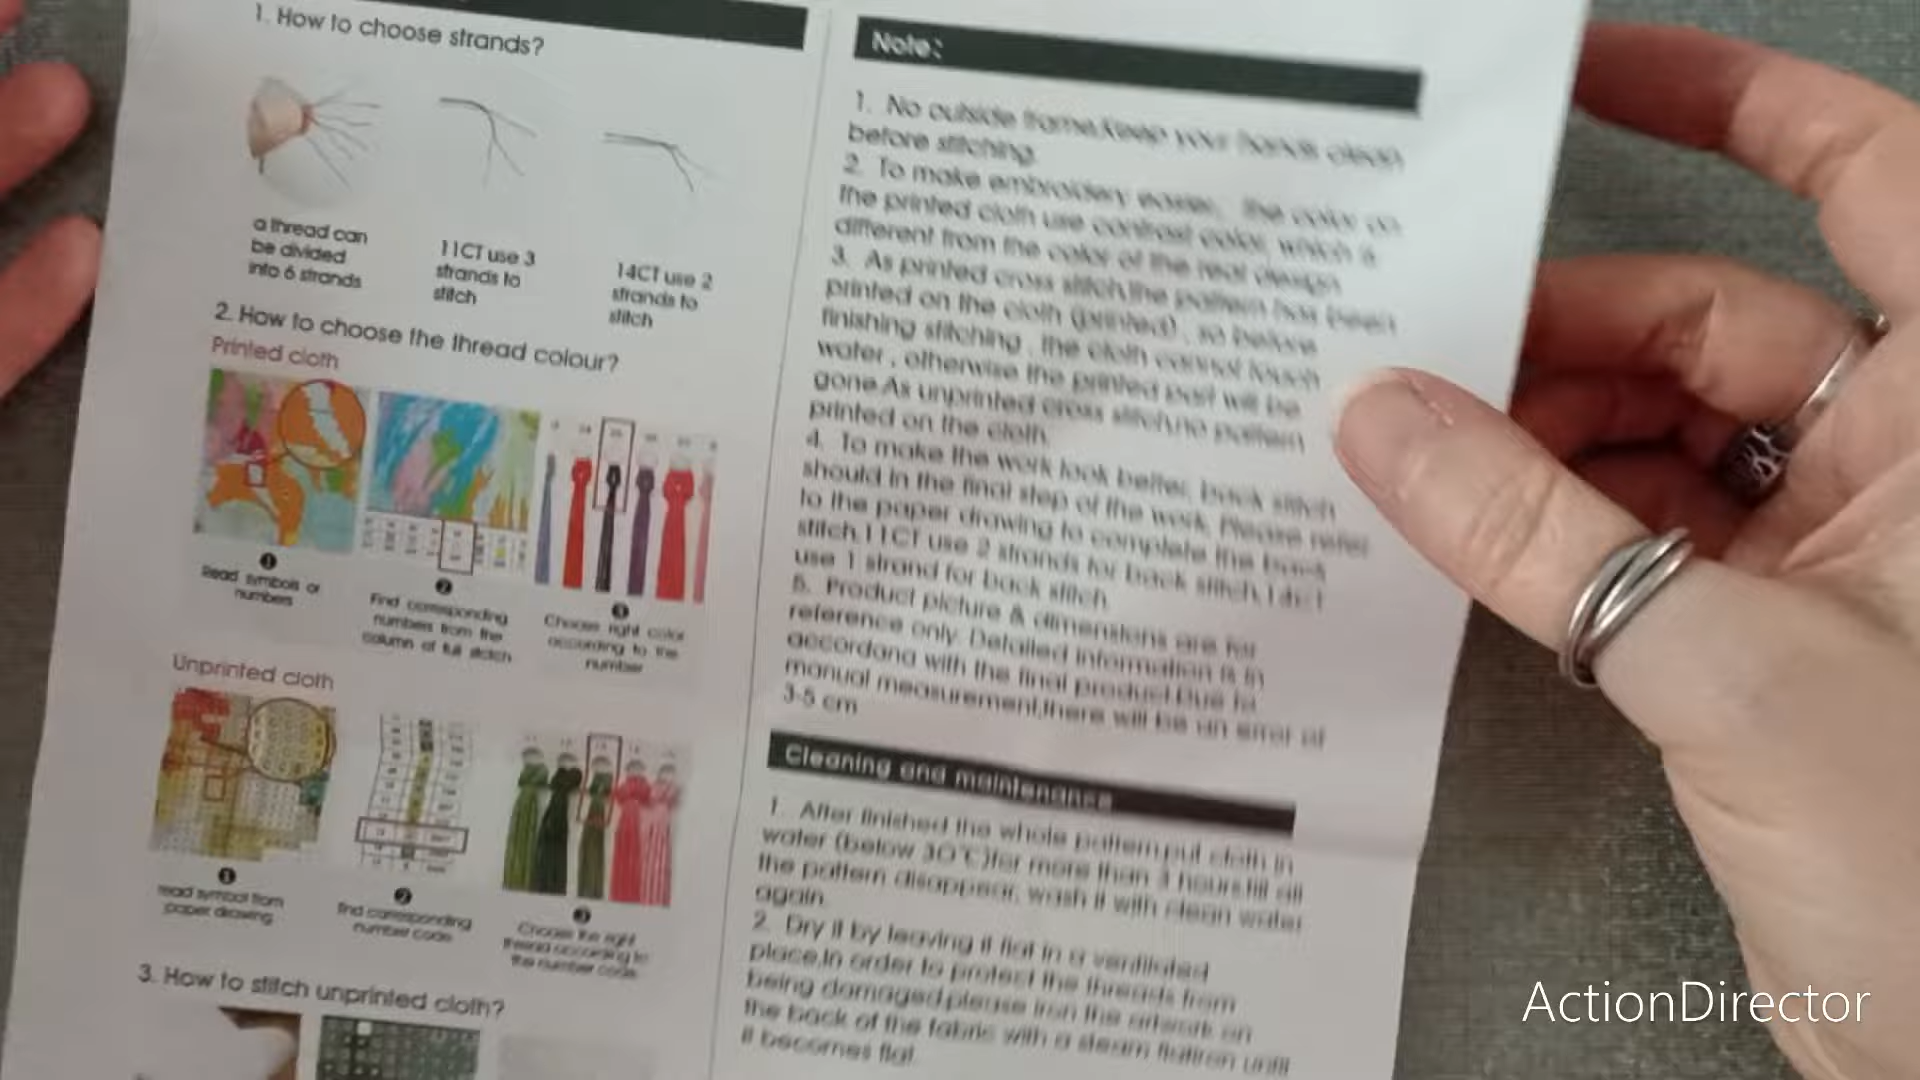 1. How to choose strands?
a thread can
be divided
into 6 strands
11CT use 3
strands to
stitch
14CT use 2
strands to
stitch
2. How to choose the thread colour?
Printed cloth
1
Read symbols or
numbers
2
Find corresponding
numbers from the
column of full stitch
3
Choose right color
according to the
number
Unprinted cloth
1
read symbol from
paper drawing
2
find corresponding
number code
3
Choose the right
thread according to
the number code
3. How to stitch unprinted cloth?
Note:
1. No outside frame.Keep your hands clean
before stitching.
2. To make embroidery easier, the color on
the printed cloth use contrast color, which is
different from the color of the real design
3. As printed cross stitch,the pattern has been
printed on the cloth (printed) , so before
finishing stitching , the cloth cannot touch
water , otherwise the printed part will be
gone.As unprinted cross stitch,no pattern
printed on the cloth.
4. To make the work look better, back stitch
should in the final step of the work. Please refer
to the paper drawing to complete the back
stitch.11CT use 2 strands for back stitch,14CT
use 1 strand for back stitch.
5. Product picture & dimensions are for
reference only. Detailed information is in
accordand with the final product.Due to
manual measurement,there will be an error of
3-5 cm
Cleaning and maintenance
1. After finished the whole pattern,put cloth in
water (below 30℃)for more than 3 hours,till all
the pattern disappear, wash it with clean water
again.
2. Dry it by leaving it flat in a ventilated
place.In order to protect the threads from
being damaged,please iron the artwork on
the back of the fabric with a steam flatiron until
it becomes flat.
ActionDirector